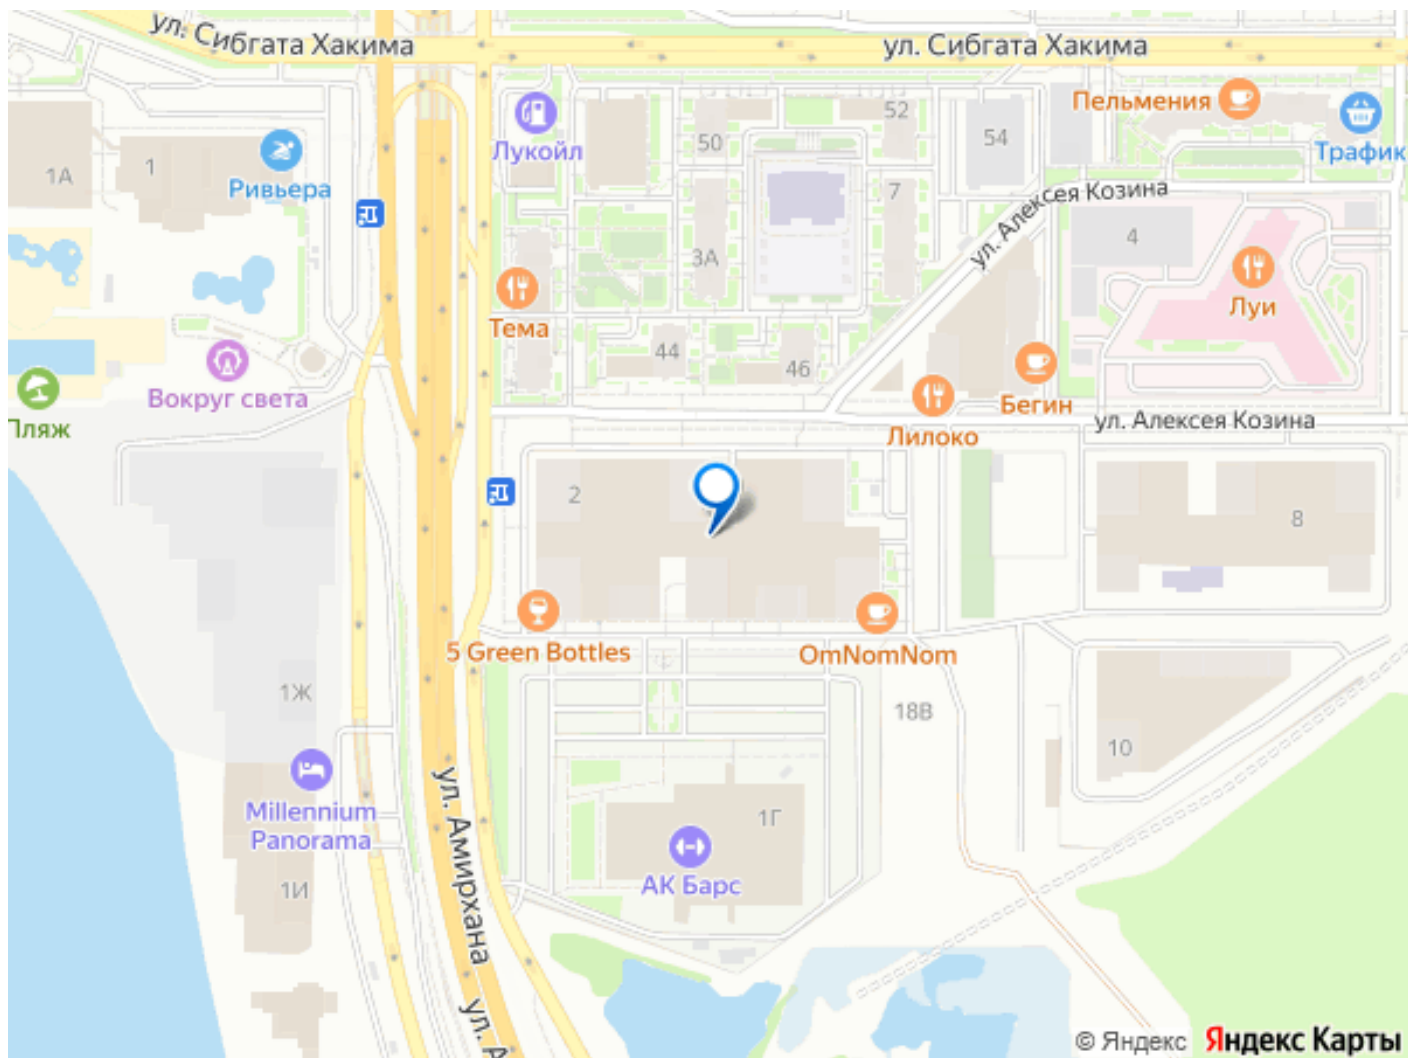 ул. Сибгата Хакима
ул. Сибгата Хакима
Пельмения
52
50
54
Лукойл
Трафик
1А
1
Ривьера
7
ул. Алексея Козина
4
3А
Луи
Тема
44
46
Вокруг света
Бегин
Пляж
Лилоко
ул. Алексея Козина
2
8
5 Green Bottles
OmNomNom
1Ж
18В
10
Millennium
Panorama
ул. Амирхана
1Г
АК Барс
1И
ул. А
© Яндекс
Яндекс Карты